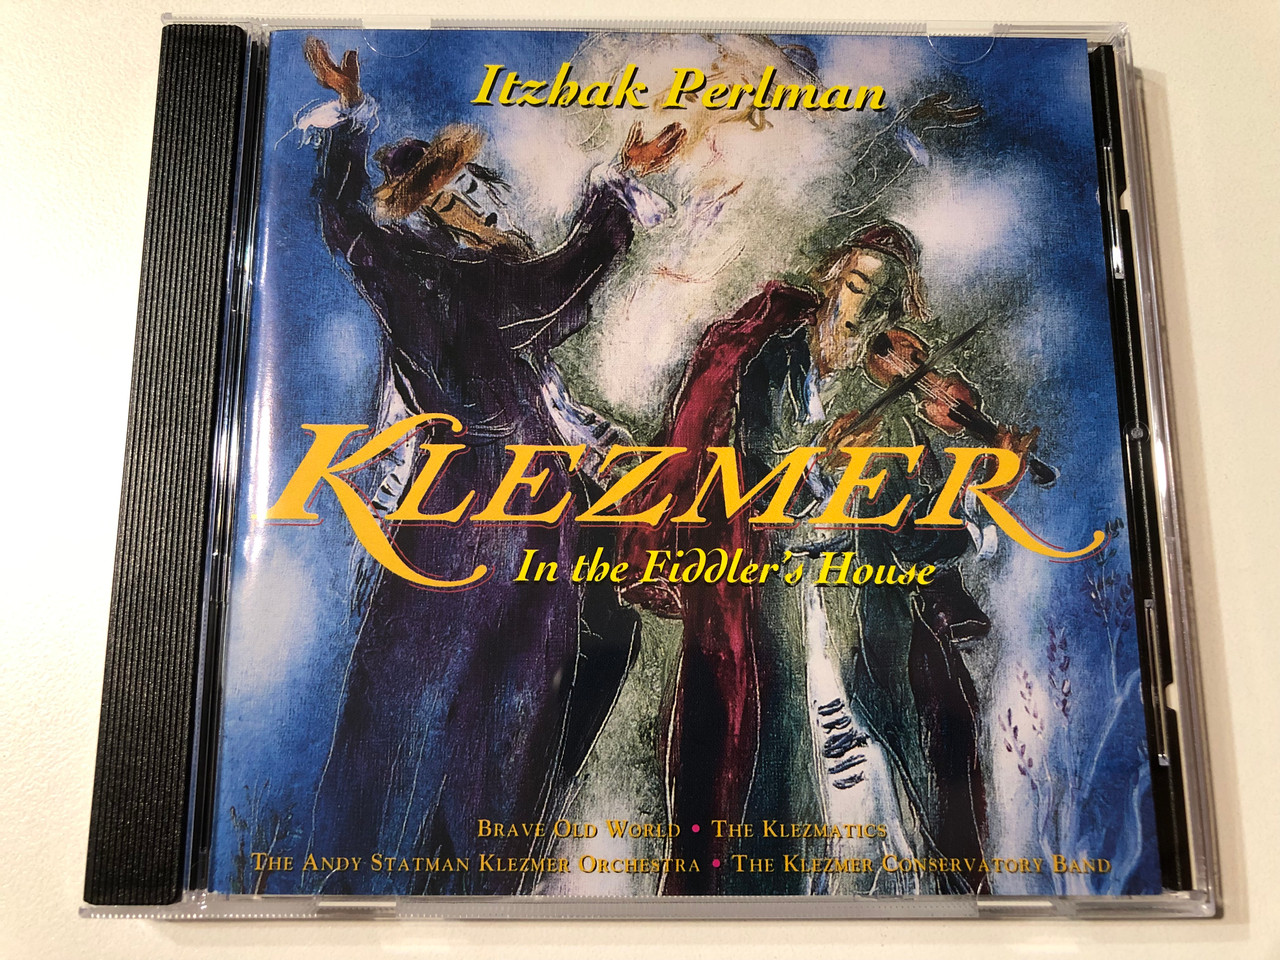 Itzhak Perlman
KLEZMER
In the Fiddler's House
BRAVE OLD WORLD • THE KLEZMATICS
THE ANDY STATMAN KLEZMER ORCHESTRA • THE KLEZMER CONSERVATORY BAND